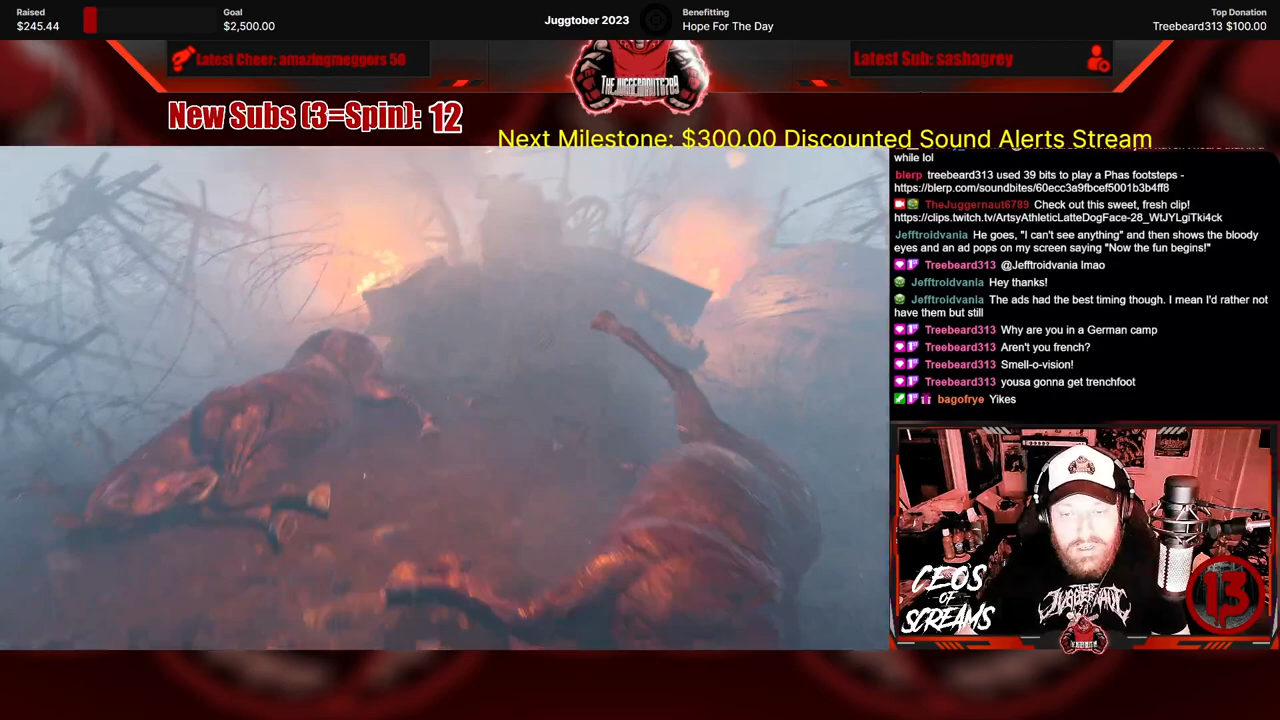 Raised
$245.44
Goal
$2,500.00
Juggtober 2023
Benefitting
Hope For The Day
Top Donation
Treebeard313 $100.00
Latest Cheer: amazingmeggers 50
THEJUGGERNAUT6789
Latest Sub: sashagrey
New Subs (3=Spin): 12
Next Milestone: $300.00 Discounted Sound Alerts Stream
while lol
blerp treebeard313 used 39 bits to play a Phas footsteps -
https://blerp.com/soundbites/60ecc3a9fbcef5001b3b4ff8
TheJuggernaut6789 Check out this sweet, fresh clip!
https://clips.twitch.tv/ArtsyAthleticLatteDogFace-28_WtJYLgiTki4ck
Jefftroidvania He goes, "I can't see anything" and then shows the bloody
eyes and an ad pops on my screen saying "Now the fun begins!"
Treebeard313 @Jefftroidvania lmao
Jefftroidvania Hey thanks!
Jefftroidvania The ads had the best timing though. I mean I'd rather not
have them but still
Treebeard313 Why are you in a German camp
Treebeard313 Aren't you french?
Treebeard313 Smell-o-vision!
Treebeard313 yousa gonna get trenchfoot
bagofrye Yikes
CEOS
OF
SCREAMS
THE
JUGGERNAUT
13